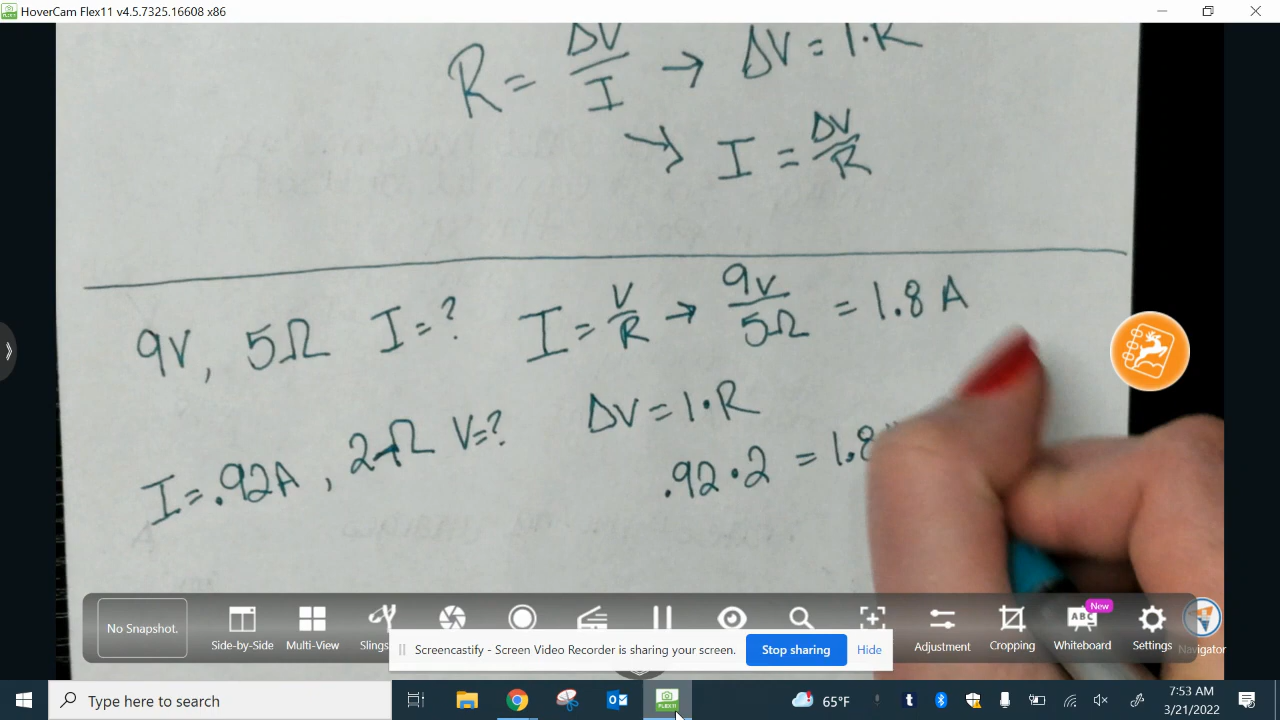 HoverCam Flex11 v4.5.7325.16608 x86
R = ΔV/I → ΔV = I·R
→ I = ΔV/R
9V, 5Ω I = ? I = V/R → 9V/5Ω = 1.8 A
I = .92A, 2Ω V=? ΔV = I·R
.92·2 = 1.8
No Snapshot.
Side-by-Side
Multi-View
Slings
Adjustment
Cropping
New
ABC
Whiteboard
Settings
Navigator
Screencastify - Screen Video Recorder is sharing your screen.
Stop sharing
Hide
Type here to search
FLEX11
65°F
7:53 AM
3/21/2022